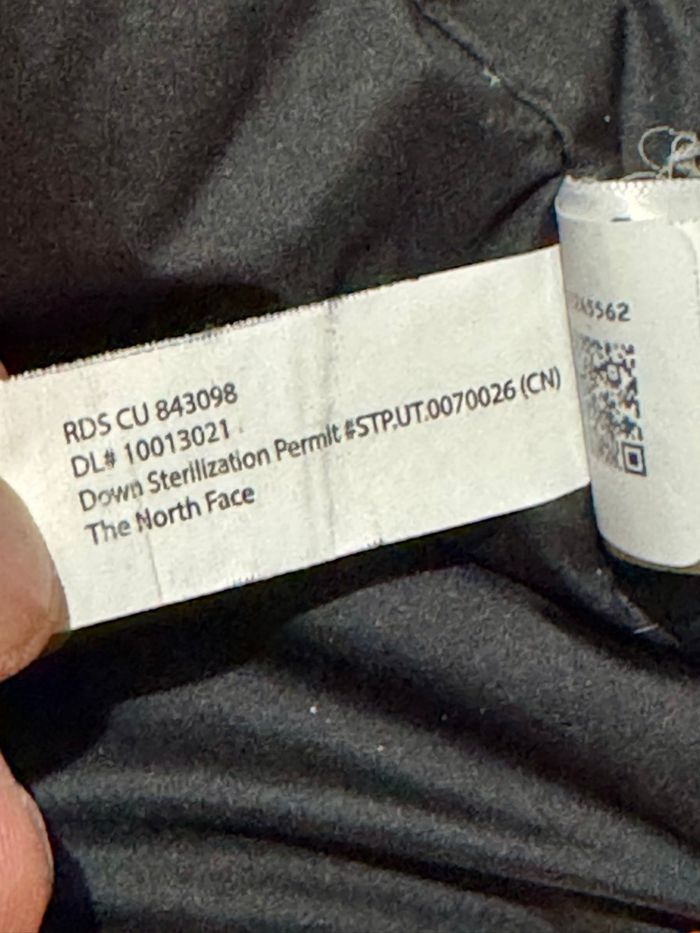 RDS CU 843098
DL# 10013021
Down Sterilization Permit #STP.UT.0070026 (CN)
The North Face